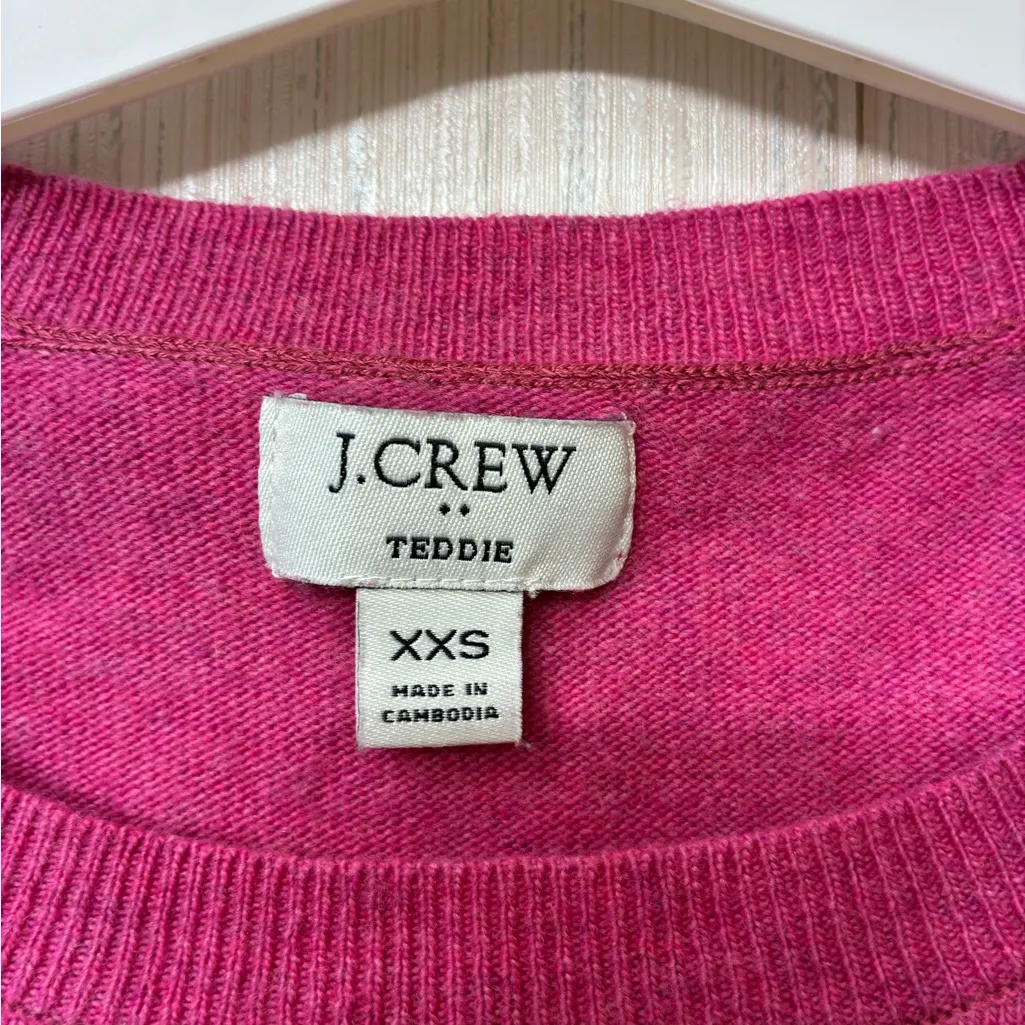 J.CREW
TEDDIE
XXS
MADE IN
CAMBODIA